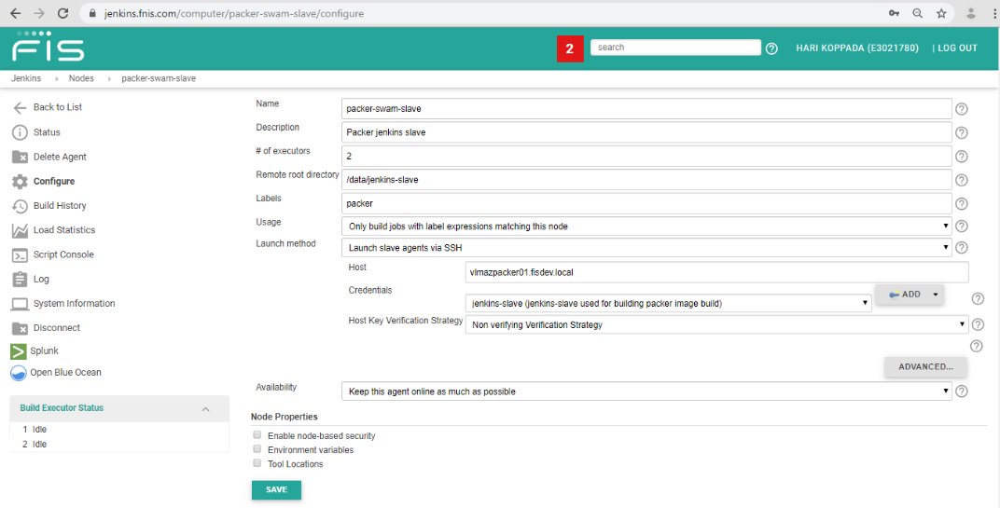 jenkins.fnis.com/computer/packer-swam-slave/configure
FIS
2
search
HARI KOPPADA (E3021780)
| LOG OUT
Jenkins
Nodes
packer-swam-slave
Back to List
Status
Delete Agent
Configure
Build History
Load Statistics
Script Console
Log
System Information
Disconnect
Splunk
Open Blue Ocean
Build Executor Status
1 Idle
2 Idle
Name
packer-swam-slave
Description
Packer jenkins slave
# of executors
2
Remote root directory
/data/jenkins-slave
Labels
packer
Usage
Only build jobs with label expressions matching this node
Launch method
Launch slave agents via SSH
Host
vlmazpacker01.fisdev.local
Credentials
jenkins-slave (jenkins-slave used for building packer image build)
ADD
Host Key Verification Strategy
Non verifying Verification Strategy
ADVANCED...
Availability
Keep this agent online as much as possible
Node Properties
Enable node-based security
Environment variables
Tool Locations
SAVE